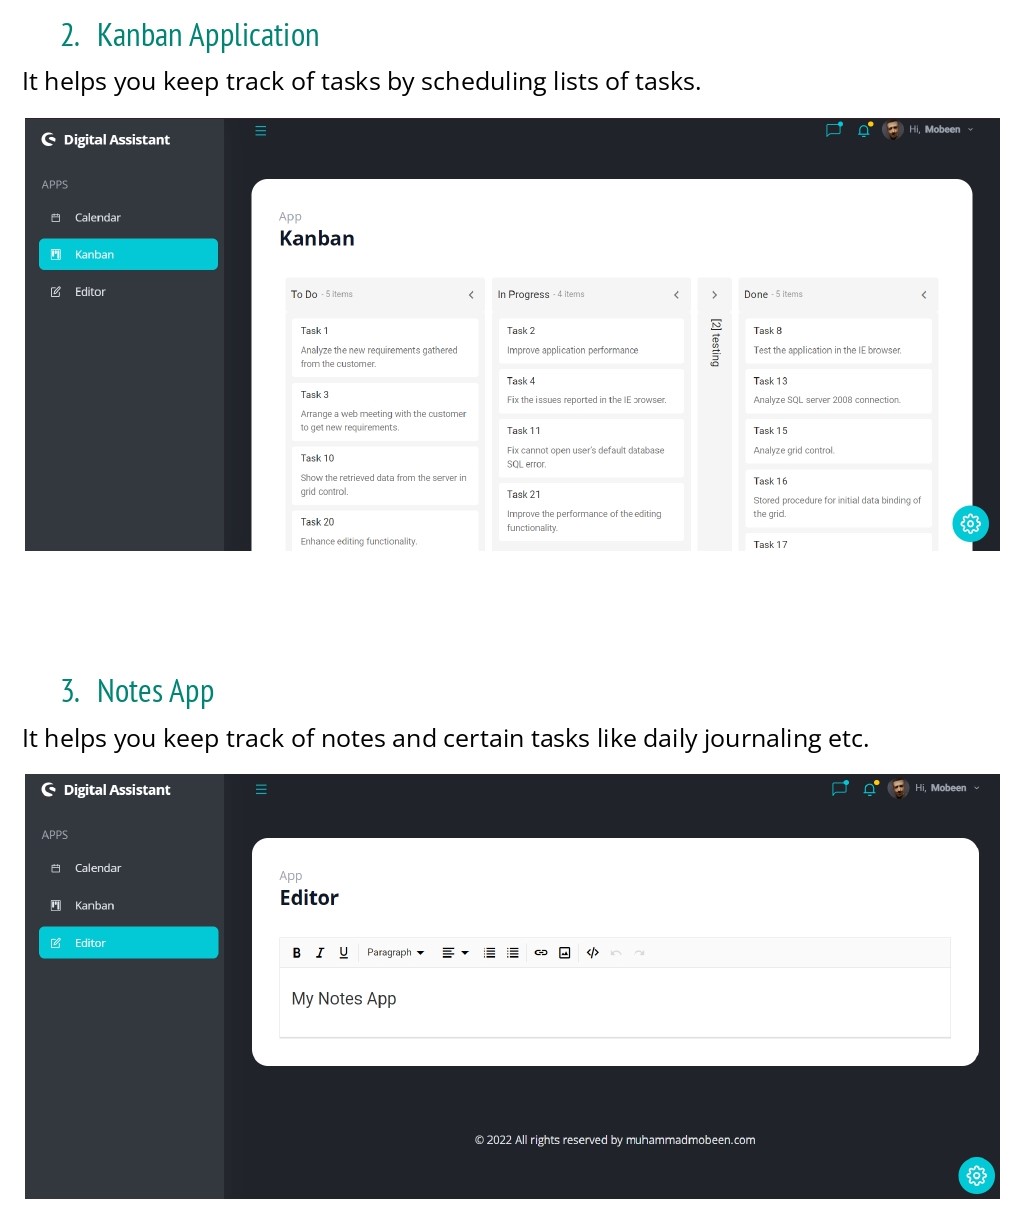 2. Kanban Application
It helps you keep track of tasks by scheduling lists of tasks.
Digital Assistant
Hi, Mobeen
APPS
Calendar
Kanban
Editor
App
Kanban
To Do - 5 items
Task 1
Analyze the new requirements gathered
from the customer.
Task 3
Arrange a web meeting with the customer
to get new requirements.
Task 10
Show the retrieved data from the server in
grid control.
Task 20
Enhance editing functionality.
In Progress - 4 items
Task 2
Improve application performance
Task 4
Fix the issues reported in the IE browser.
Task 11
Fix cannot open user's default database
SQL error.
Task 21
Improve the performance of the editing
functionality.
[2] testing
Done - 5 items
Task 8
Test the application in the IE browser.
Task 13
Analyze SQL server 2008 connection.
Task 15
Analyze grid control.
Task 16
Stored procedure for initial data binding of
the grid.
Task 17
3. Notes App
It helps you keep track of notes and certain tasks like daily journaling etc.
Digital Assistant
Hi, Mobeen
APPS
Calendar
Kanban
Editor
App
Editor
B I U Paragraph
My Notes App
© 2022 All rights reserved by muhammadmobeen.com